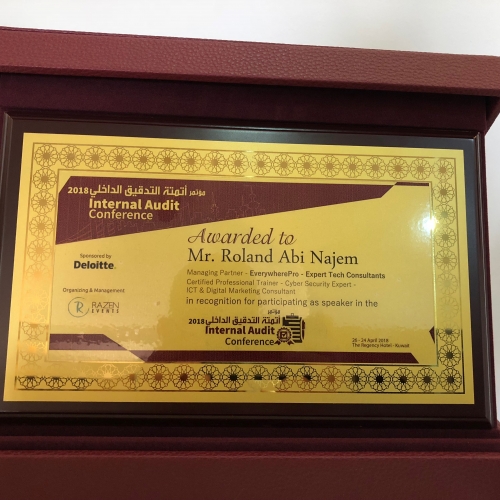 مؤتمر أتمتة التدقيق الداخلي 2018
Internal Audit
Conference
Sponsored by
Deloitte.
Organizing & Management
RAZEN
EVENTS
Awarded to
Mr. Roland Abi Najem
Managing Partner - EverywherePro - Expert Tech Consultants
Certified Professional Trainer - Cyber Security Expert -
ICT & Digital Marketing Consultant
in recognition for participating as speaker in the
مؤتمر
أتمتة التدقيق الداخلي 2018
Internal Audit
Conference
24 April 2018
The Regency Hotel - Kuwait